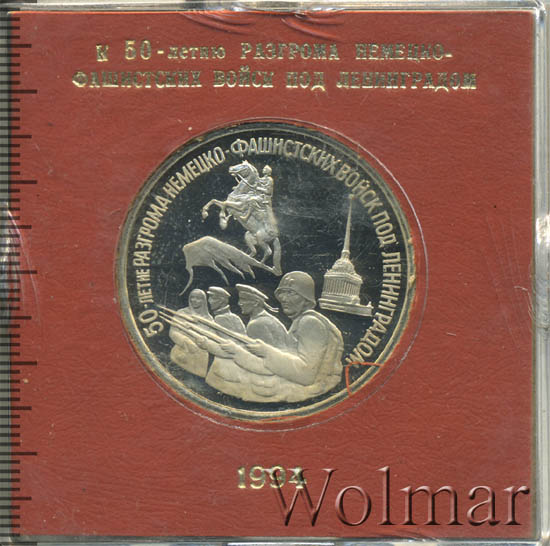 К 50-летию РАЗГРОМА НЕМЕЦКО-
ФАШИСТСКИХ ВОЙСК ПОД ЛЕНИНГРАДОМ
50-ЛЕТИЕ РАЗГРОМА НЕМЕЦКО-ФАШИСТСКИХ ВОЙСК ПОД ЛЕНИНГРАДОМ
1994
Wolmar